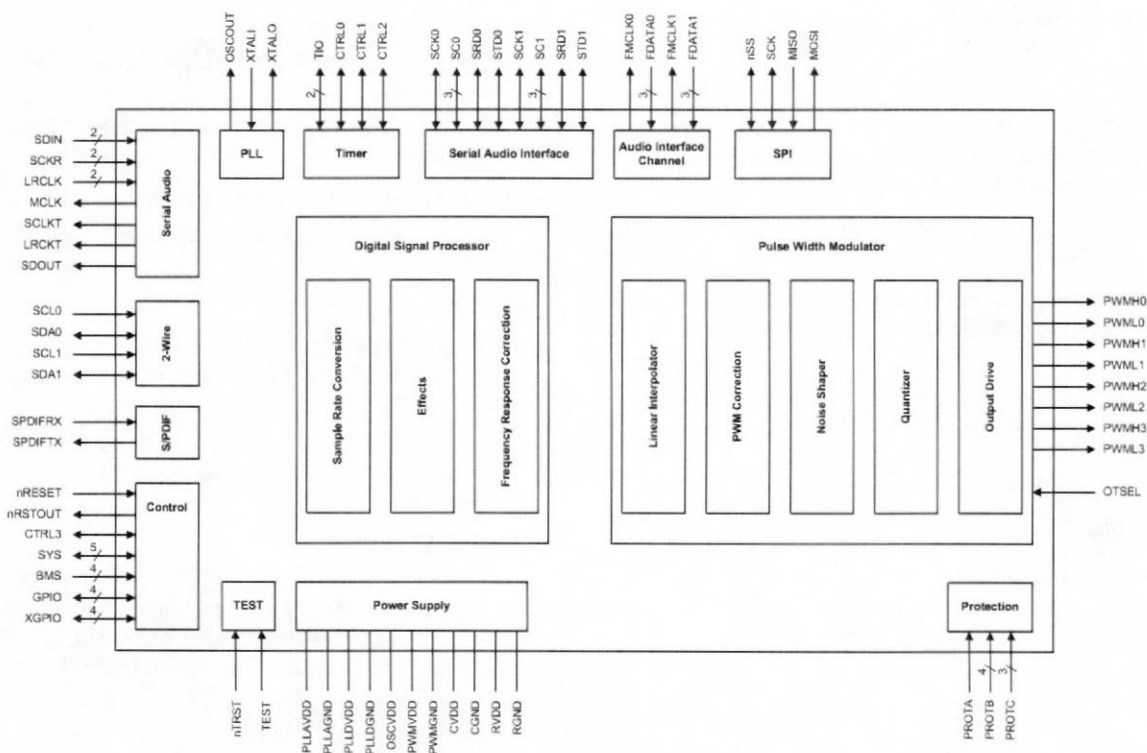 OSCOUT
XTALI
XTALO
TIO
CTRL0
CTRL1
CTRL2
SCK0
SC0
SRD0
STD0
SCK1
SC1
SRD1
STD1
FMCLK0
FDATA0
FMCLK1
FDATA1
nSS
SCK
MISO
MOSI
2
3
3
3
3
PLL
Timer
Serial Audio Interface
Audio Interface
Channel
SPI
SDIN
2
SCKR
2
LRCLK
2
MCLK
SCLKT
LRCKT
SDOUT
Serial Audio
SCL0
SDA0
SCL1
SDA1
2-Wire
SPDIFRX
SPDIFTX
S/PDIF
nRESET
nRSTOUT
CTRL3
SYS
5
BMS
4
GPIO
4
XGPIO
4
Control
Digital Signal Processor
Sample Rate Conversion
Effects
Frequency Response Correction
Pulse Width Modulator
Linear Interpolator
PWM Correction
Noise Shaper
Quantizer
Output Drive
PWMH0
PWML0
PWMH1
PWML1
PWMH2
PWML2
PWMH3
PWML3
OTSEL
TEST
Power Supply
Protection
4
3
nTRST
TEST
PLLAVDD
PLLAGND
PLLDVDD
PLLDGND
OSCVDD
PWMVDD
PWMGND
CVDD
CGND
RVDD
RGND
PROTA
PROTB
PROTC